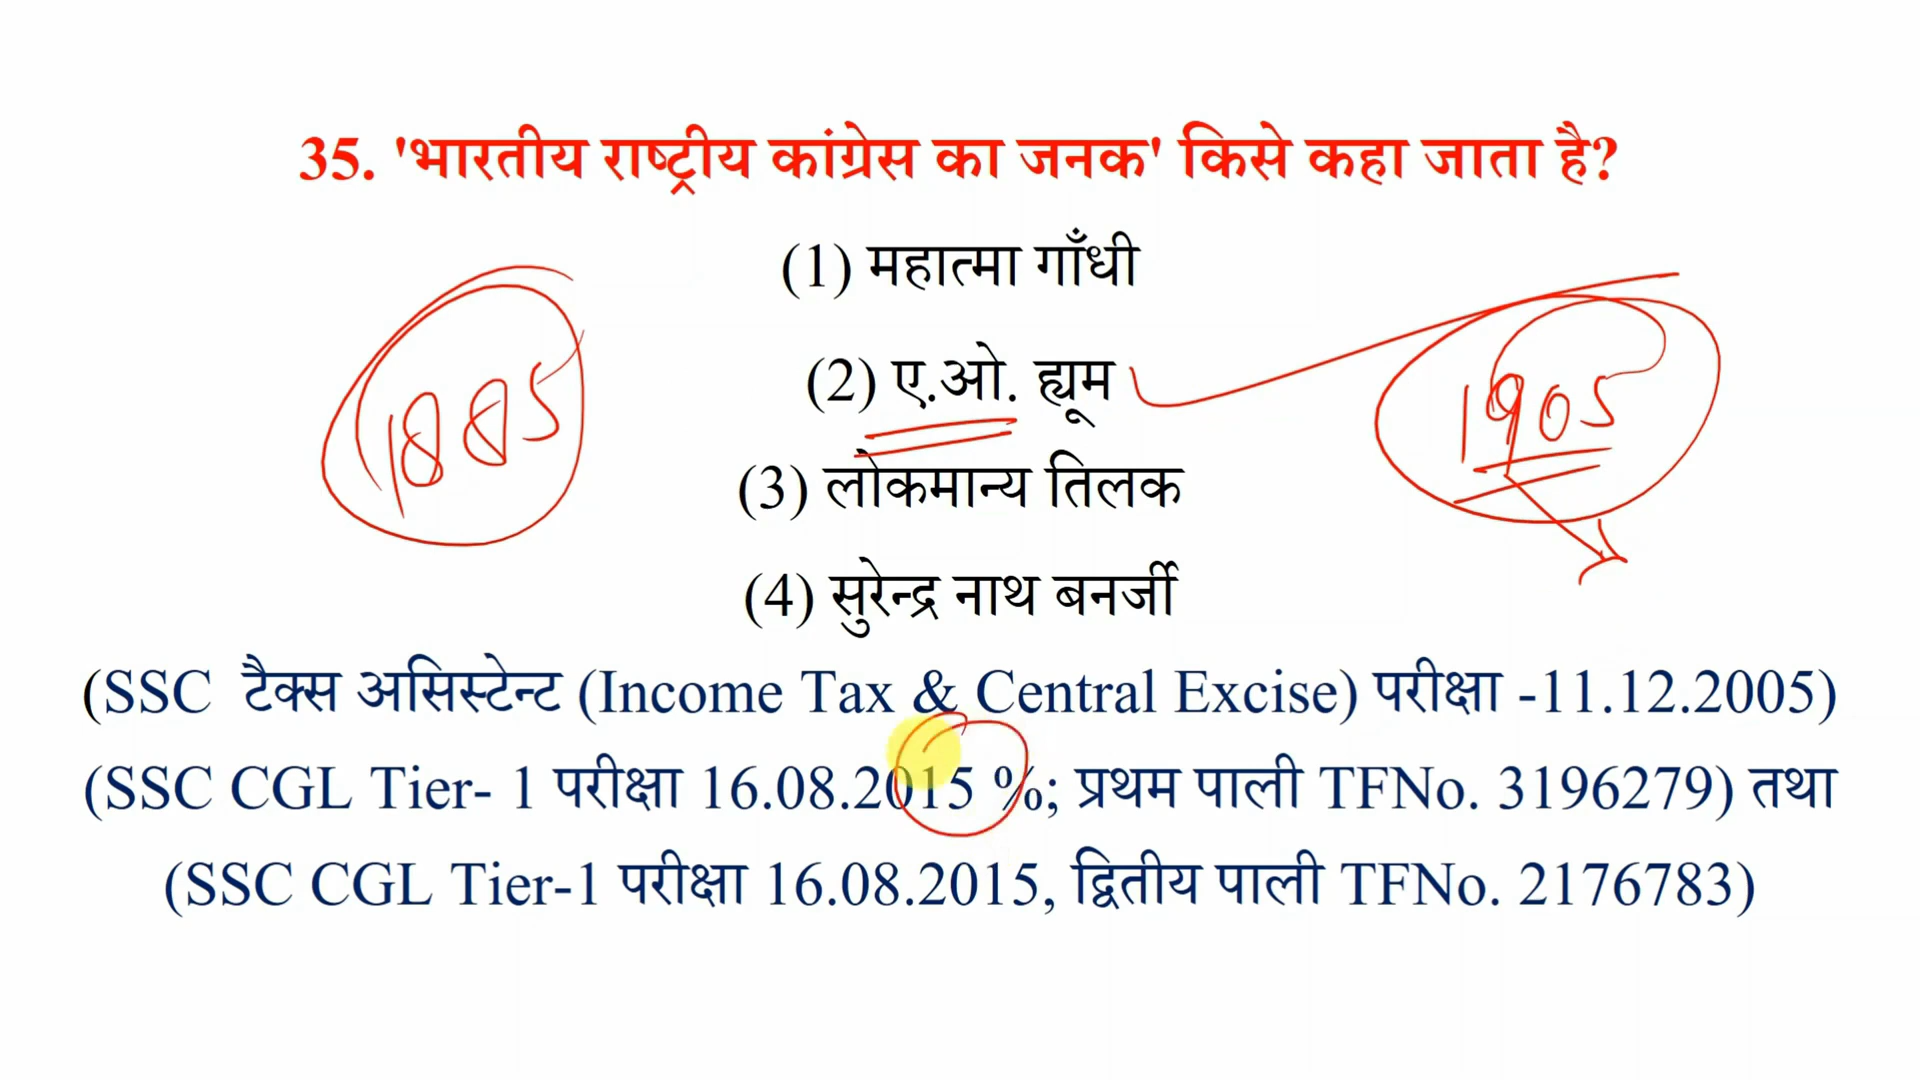 35. 'भारतीय राष्ट्रीय कांग्रेस का जनक' किसे कहा जाता है?
(1) महात्मा गाँधी
(2) ए.ओ. ह्यूम
1885
1905
(3) लोकमान्य तिलक
(4) सुरेन्द्र नाथ बनर्जी
(SSC टैक्स असिस्टेन्ट (Income Tax & Central Excise) परीक्षा -11.12.2005)
(SSC CGL Tier- 1 परीक्षा 16.08.2015 %; प्रथम पाली TFNo. 3196279) तथा
(SSC CGL Tier-1 परीक्षा 16.08.2015, द्वितीय पाली TFNo. 2176783)